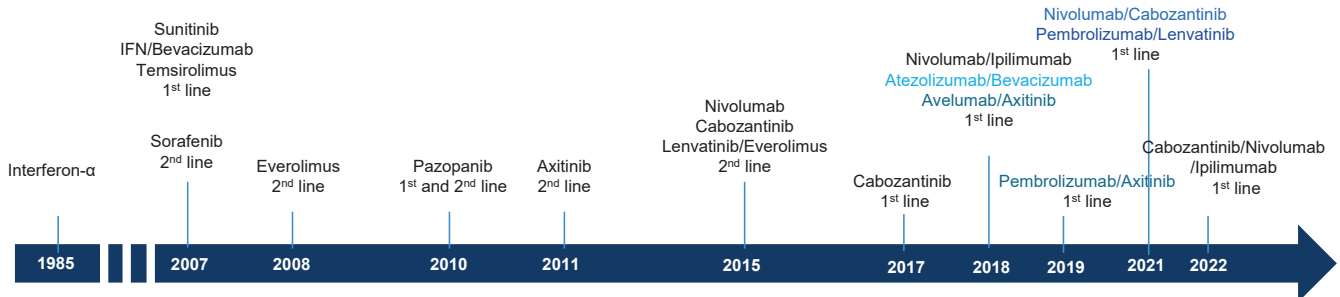 Interferon-α
1985
Sunitinib
IFN/Bevacizumab
Temsirolimus
1st line
Sorafenib
2nd line
2007
Everolimus
2nd line
2008
Pazopanib
1st and 2nd line
2010
Axitinib
2nd line
2011
Nivolumab
Cabozantinib
Lenvatinib/Everolimus
2nd line
2015
Cabozantinib
1st line
2017
Nivolumab/Ipilimumab
Atezolizumab/Bevacizumab
Avelumab/Axitinib
1st line
2018
Pembrolizumab/Axitinib
1st line
2019
Nivolumab/Cabozantinib
Pembrolizumab/Lenvatinib
1st line
2021
Cabozantinib/Nivolumab
/Ipilimumab
1st line
2022